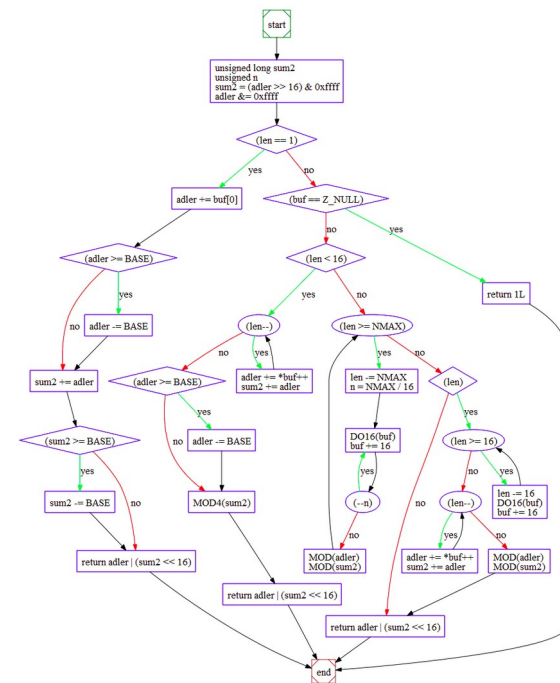 start
unsigned long sum2
unsigned n
sum2 = (adler >> 16) & 0xffff
adler &= 0xffff
(len == 1)
yes
no
adler += buf[0]
(buf == Z_NULL)
no
yes
(adler >= BASE)
(len < 16)
yes
no
yes
no
return 1L
adler -= BASE
(len--)
(len >= NMAX)
no
yes
yes
no
sum2 += adler
(adler >= BASE)
adler += *buf++
sum2 += adler
len -= NMAX
n = NMAX / 16
(len)
yes
no
yes
(sum2 >= BASE)
adler -= BASE
DO16(buf)
buf += 16
(len >= 16)
yes
no
yes
no
yes
no
sum2 -= BASE
MOD4(sum2)
(--n)
(len--)
len -= 16
DO16(buf)
buf += 16
no
yes
no
return adler | (sum2 << 16)
MOD(adler)
MOD(sum2)
adler += *buf++
sum2 += adler
MOD(adler)
MOD(sum2)
return adler | (sum2 << 16)
return adler | (sum2 << 16)
end